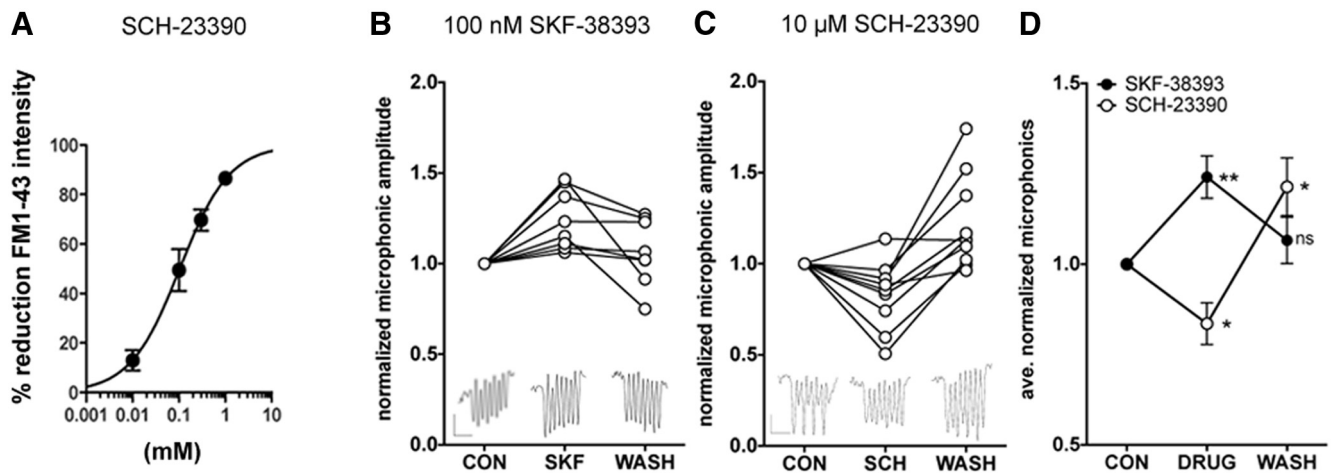 A
SCH-23390
% reduction FM1-43 intensity
100
80
60
40
20
0
0.001 0.01 0.1 1 10
(mM)
B
100 nM SKF-38393
normalized microphonic amplitude
2.0
1.5
1.0
0.5
0.0
CON SKF WASH
C
10 µM SCH-23390
normalized microphonic amplitude
2.0
1.5
1.0
0.5
0.0
CON SCH WASH
D
SKF-38393
SCH-23390
ave. normalized microphonics
1.5
1.0
0.5
**
*
*
ns
CON DRUG WASH